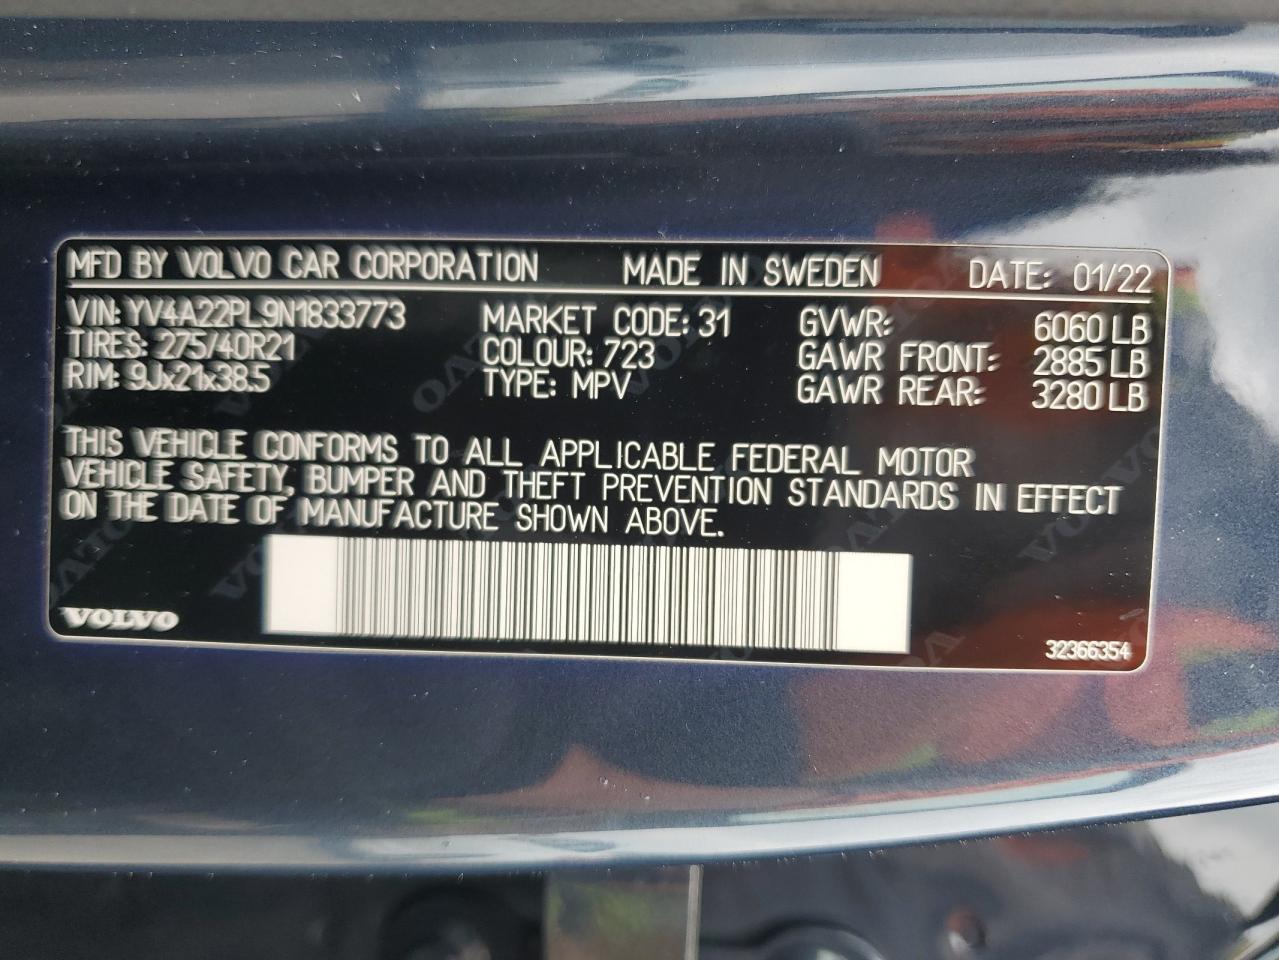 MFD BY VOLVO CAR CORPORATION MADE IN SWEDEN DATE: 01/22
VIN: YV4A22PL9N1833773 MARKET CODE: 31 GVWR: 6060 LB
TIRES: 275/40R21 COLOUR: 723 GAWR FRONT: 2885 LB
RIM: 9Jx21x38.5 TYPE: MPV GAWR REAR: 3280 LB
THIS VEHICLE CONFORMS TO ALL APPLICABLE FEDERAL MOTOR
VEHICLE SAFETY, BUMPER AND THEFT PREVENTION STANDARDS IN EFFECT
ON THE DATE OF MANUFACTURE SHOWN ABOVE.
VOLVO
32366354